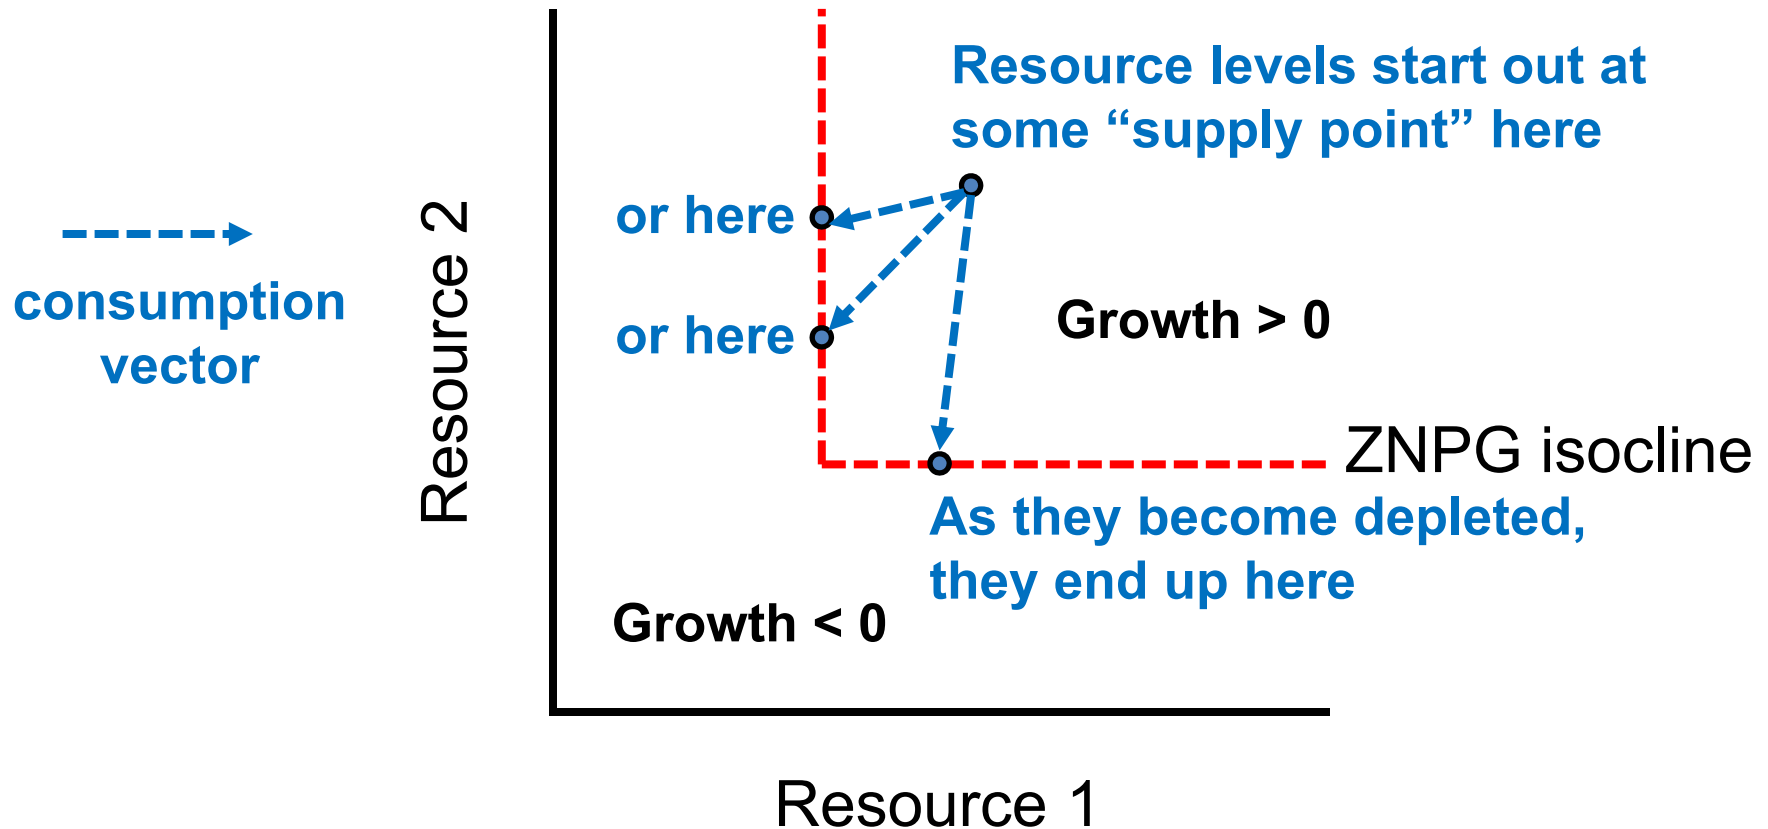 Resource levels start out at
some “supply point” here
or here
or here
consumption
vector
Resource 2
Growth > 0
ZNPG isocline
As they become depleted,
they end up here
Growth < 0
Resource 1